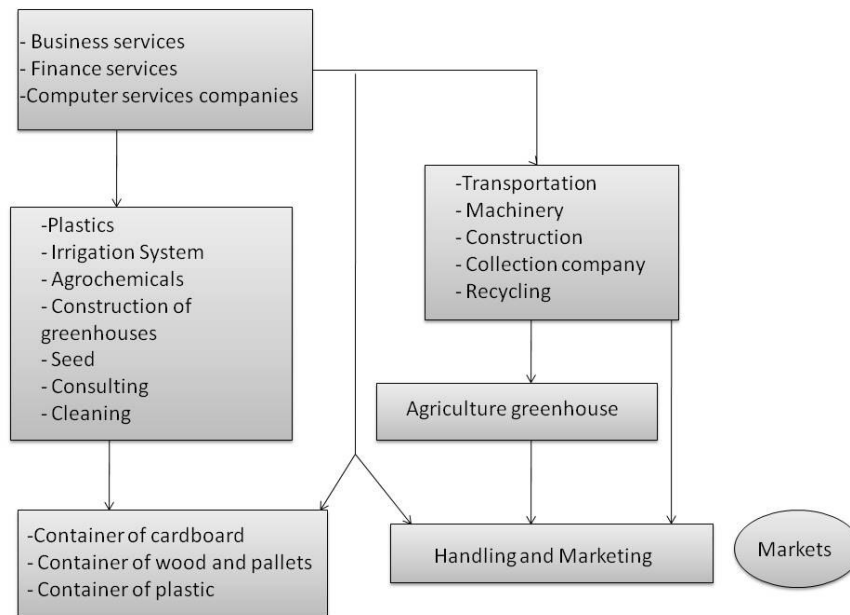 - Business services
- Finance services
-Computer services companies
-Transportation
- Machinery
- Construction
- Collection company
- Recycling
-Plastics
- Irrigation System
- Agrochemicals
- Construction of
greenhouses
- Seed
- Consulting
- Cleaning
Agriculture greenhouse
-Container of cardboard
- Container of wood and pallets
- Container of plastic
Handling and Marketing
Markets